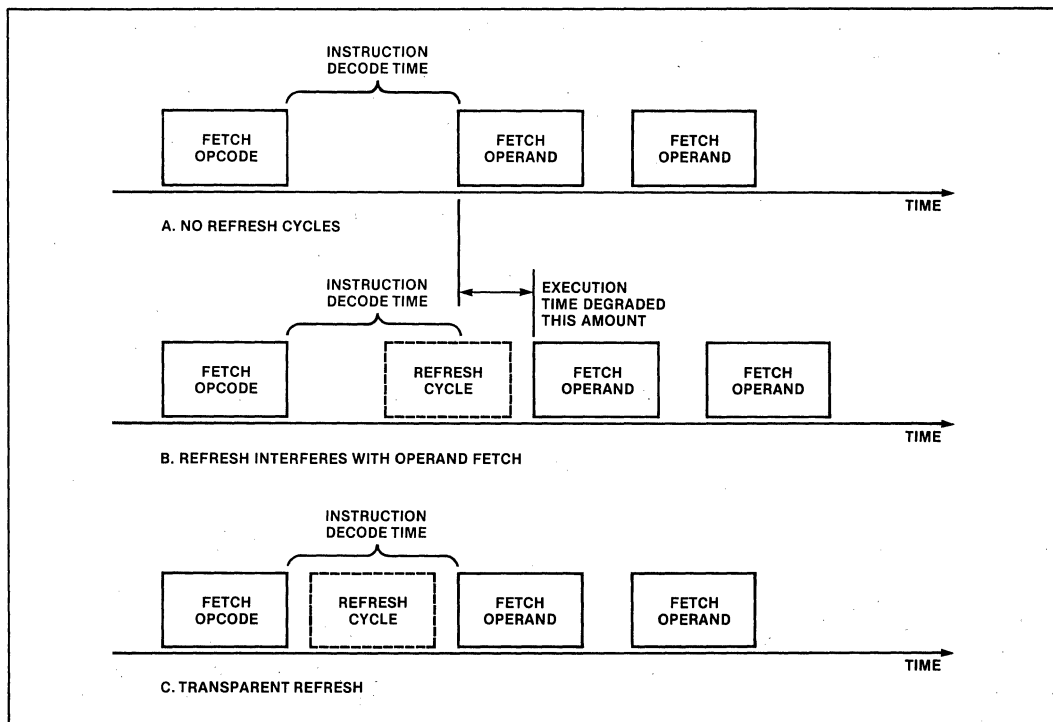 INSTRUCTION
DECODE TIME
FETCH
OPCODE
FETCH
OPERAND
FETCH
OPERAND
TIME
A. NO REFRESH CYCLES
INSTRUCTION
DECODE TIME
EXECUTION
TIME DEGRADED
THIS AMOUNT
FETCH
OPCODE
REFRESH
CYCLE
FETCH
OPERAND
FETCH
OPERAND
TIME
B. REFRESH INTERFERES WITH OPERAND FETCH
INSTRUCTION
DECODE TIME
FETCH
OPCODE
REFRESH
CYCLE
FETCH
OPERAND
FETCH
OPERAND
TIME
C. TRANSPARENT REFRESH